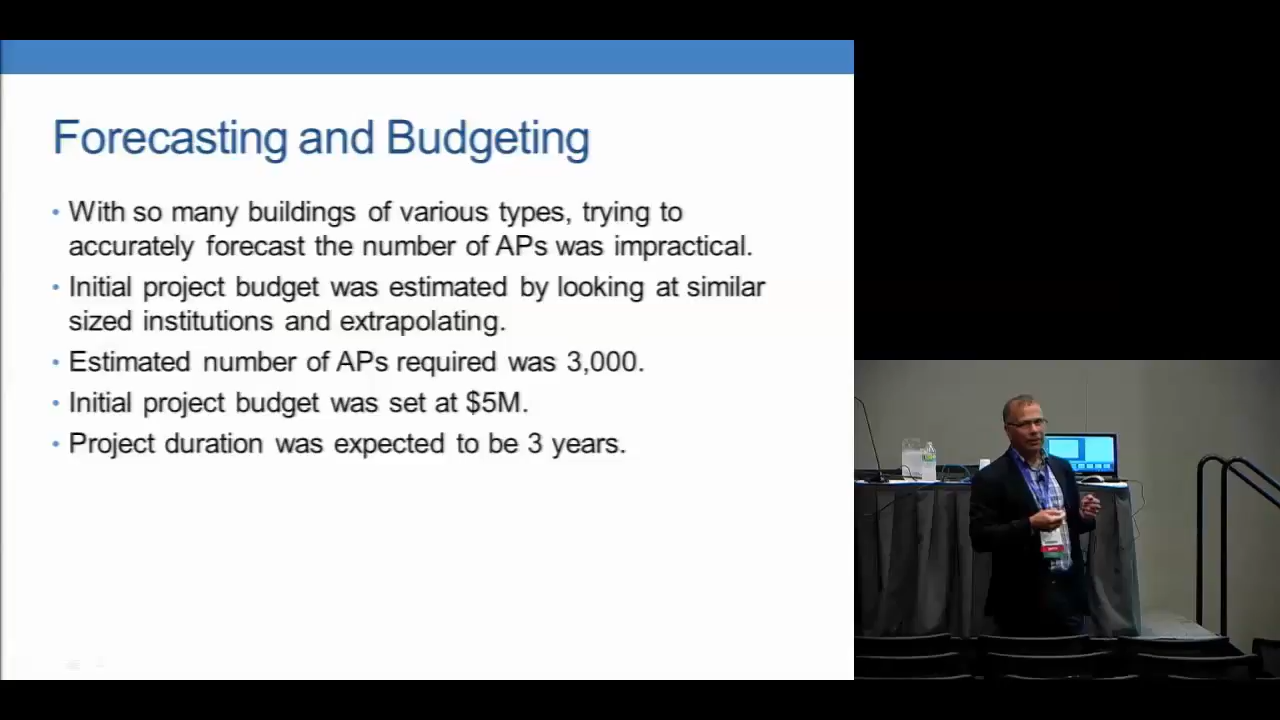 Forecasting and Budgeting
• With so many buildings of various types, trying to
accurately forecast the number of APs was impractical.
• Initial project budget was estimated by looking at similar
sized institutions and extrapolating.
• Estimated number of APs required was 3,000.
• Initial project budget was set at $5M.
• Project duration was expected to be 3 years.